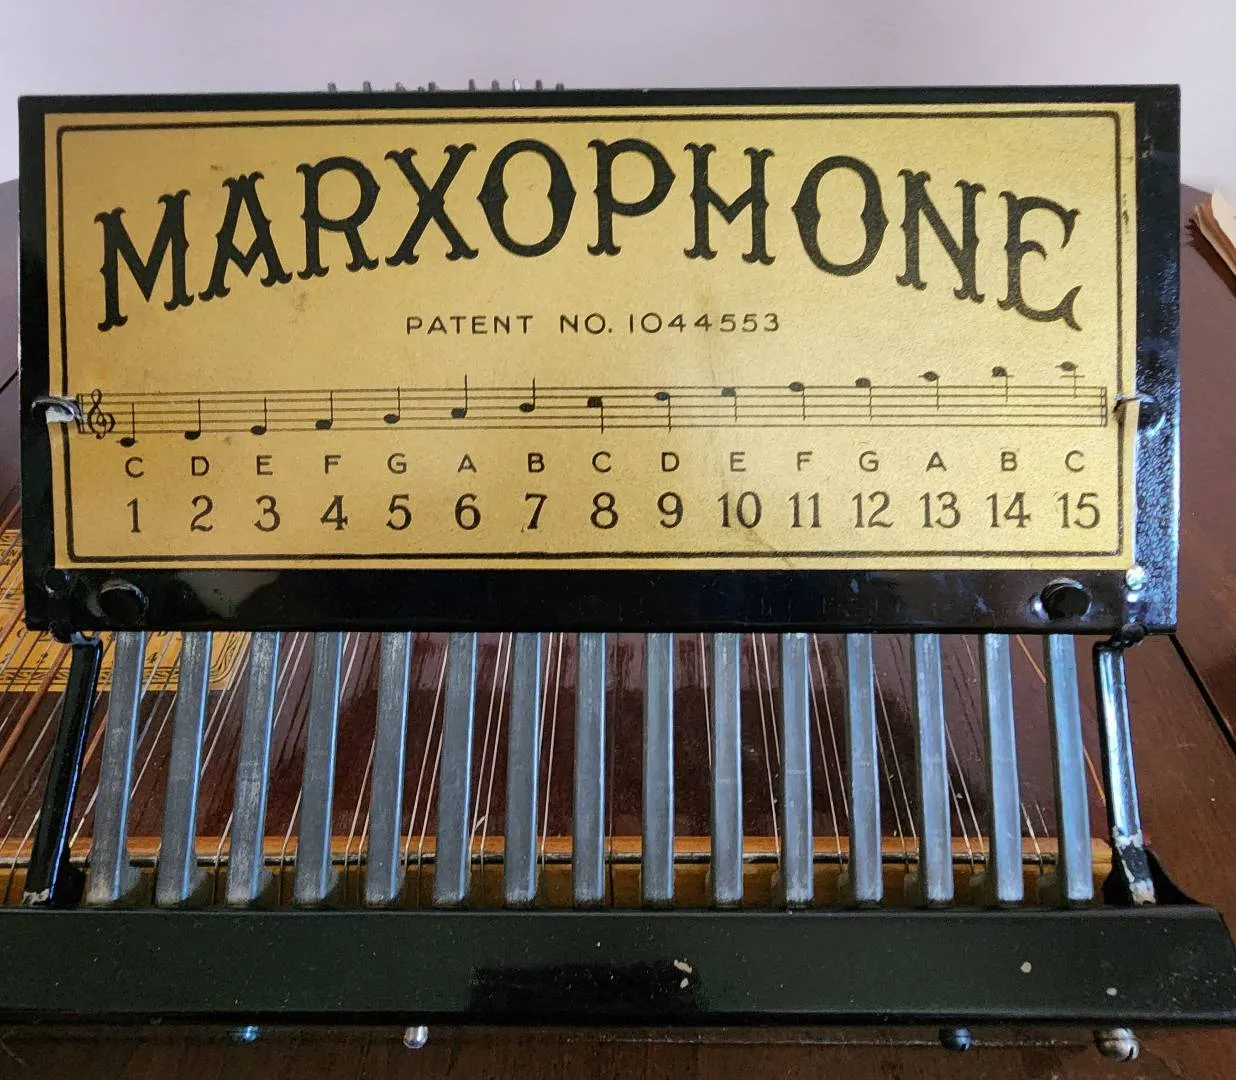 MARXOPHONE
PATENT NO. 1044553
C D E F G A B C D E F G A B C
1 2 3 4 5 6 7 8 9 10 11 12 13 14 15